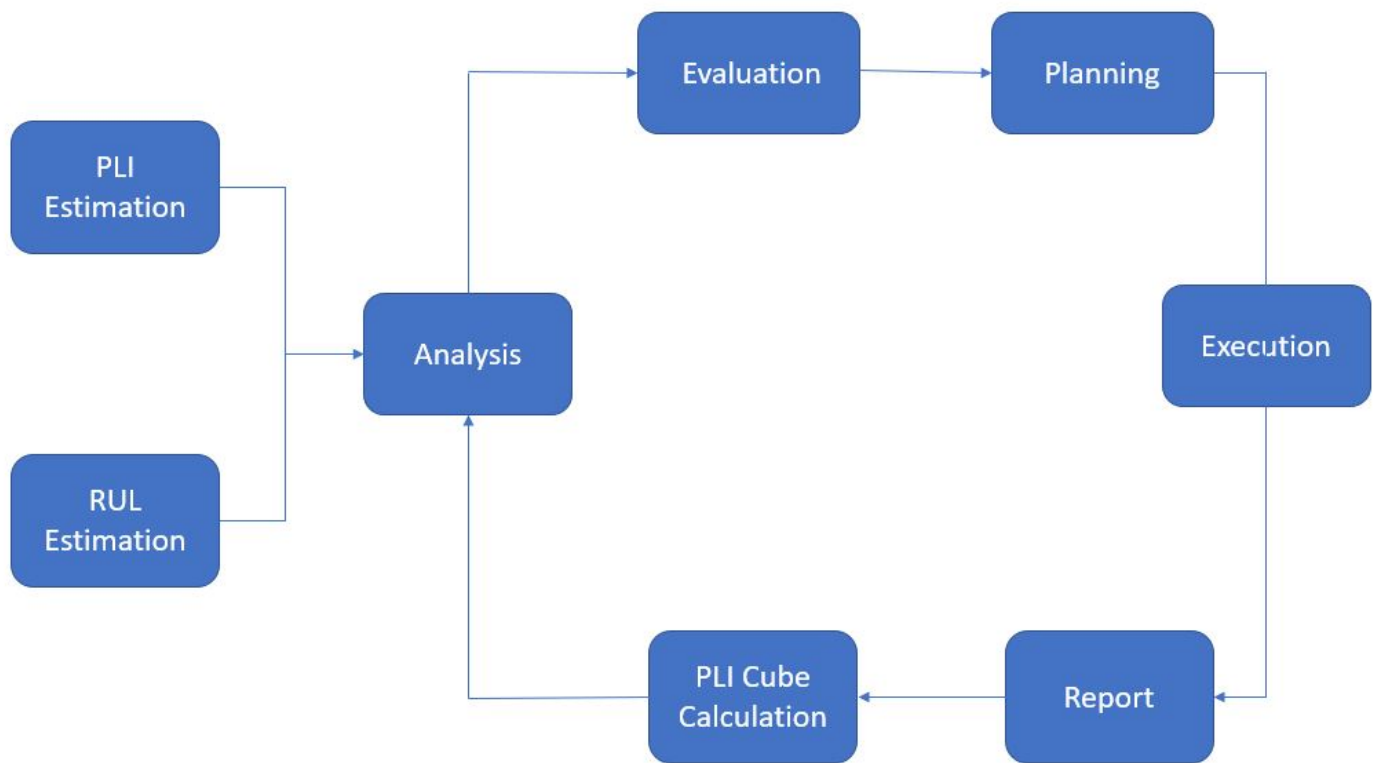 Evaluation
Planning
PLI
Estimation
Analysis
Execution
RUL
Estimation
PLI Cube
Calculation
Report